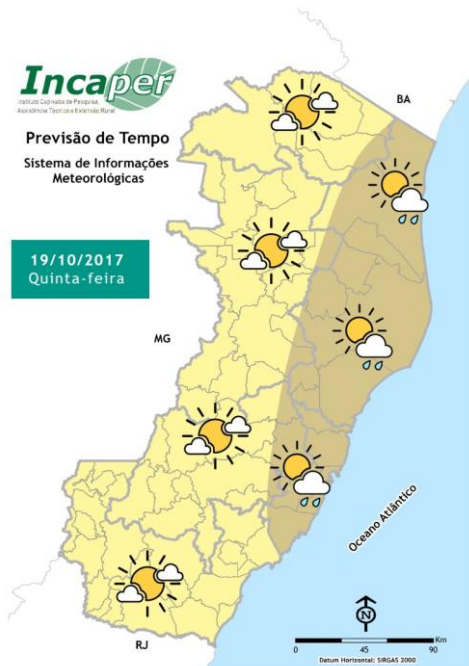 Incaper
Instituto Capixaba de Pesquisa,
Assistência Técnica e Extensão Rural
Previsão de Tempo
Sistema de Informações
Meteorológicas
19/10/2017
Quinta-feira
BA
MG
RJ
Oceano Atlântico
N
Km
0 45 90
Datum Horizontal: SIRGAS 2000